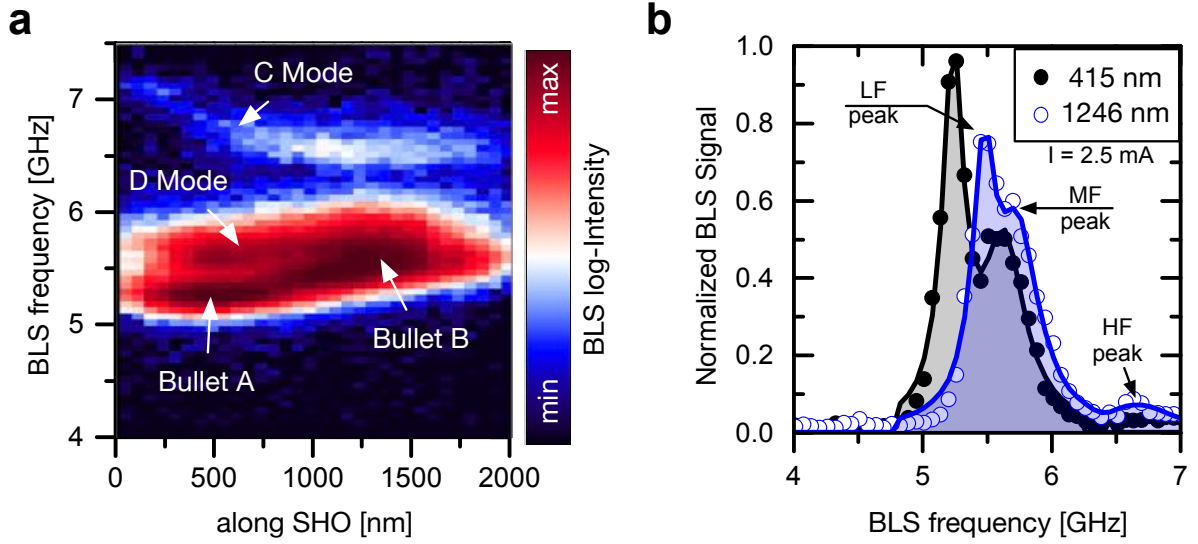 a
BLS frequency [GHz]
7
6
5
4
C Mode
D Mode
Bullet A
Bullet B
0
500
1000
1500
2000
along SHO [nm]
max
min
BLS log-Intensity
b
Normalized BLS Signal
1.0
0.8
0.6
0.4
0.2
0.0
415 nm
1246 nm
I = 2.5 mA
LF
peak
MF
peak
HF
peak
4
5
6
7
BLS frequency [GHz]